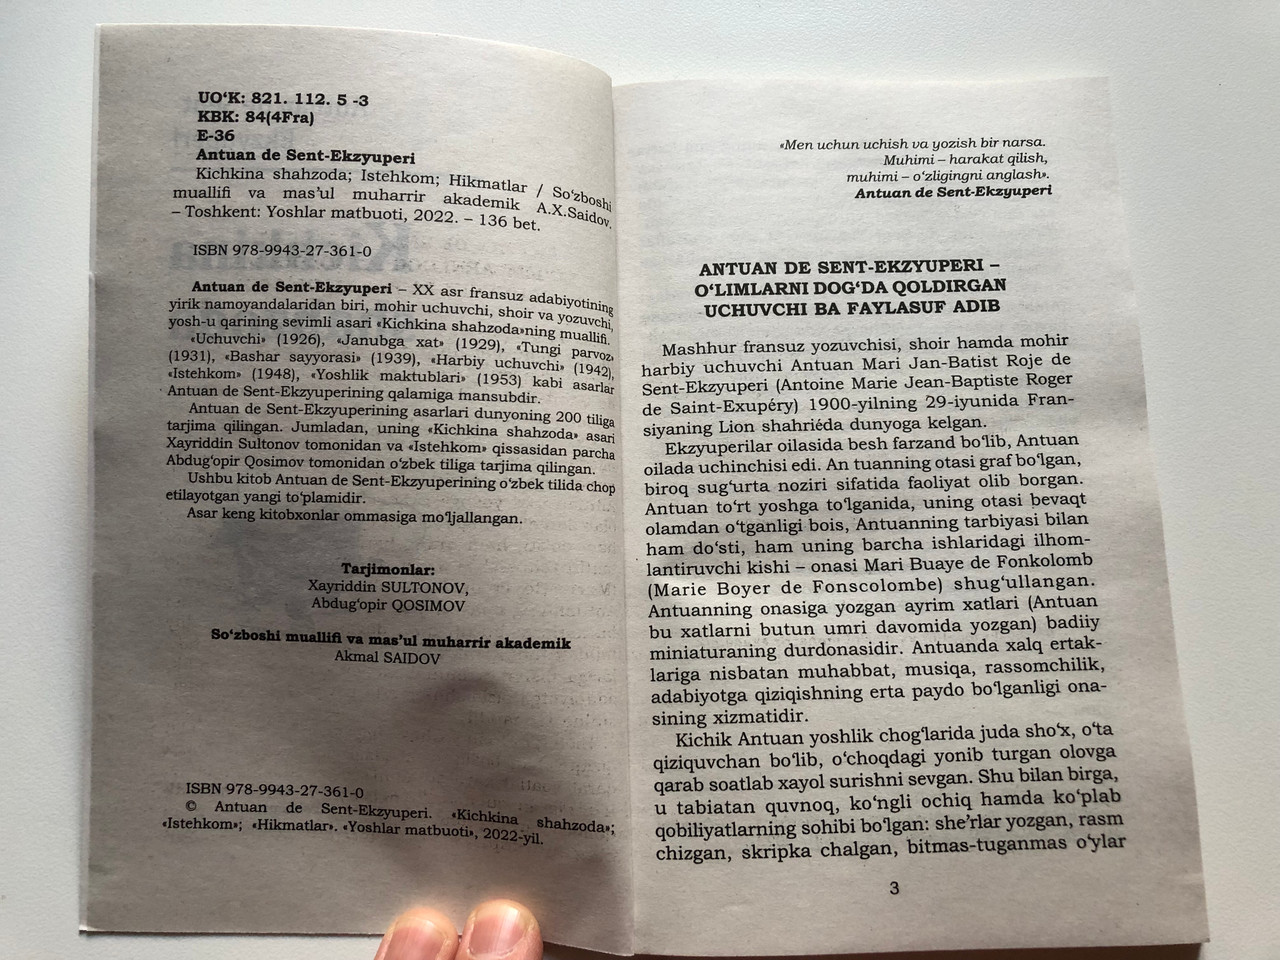 UO‘K: 821. 112. 5 -3
KBK: 84(4Fra)
E-36
Antuan de Sent-Ekzyuperi
Kichkina shahzoda; Istehkom; Hikmatlar / So‘zboshi
muallifi va mas’ul muharrir akademik A.X.Saidov.
– Toshkent: Yoshlar matbuoti, 2022. – 136 bet.
ISBN 978-9943-27-361-0
Antuan de Sent-Ekzyuperi – XX asr fransuz adabiyotining
yirik namoyandalaridan biri, mohir uchuvchi, shoir va yozuvchi,
yosh-u qarining sevimli asari «Kichkina shahzoda»ning muallifi.
«Uchuvchi» (1926), «Janubga xat» (1929), «Tungi parvoz»
(1931), «Bashar sayyorasi» (1939), «Harbiy uchuvchi» (1942),
«Istehkom» (1948), «Yoshlik maktublari» (1953) kabi asarlar
Antuan de Sent-Ekzyuperining qalamiga mansubdir.
Antuan de Sent-Ekzyuperining asarlari dunyoning 200 tiliga
tarjima qilingan. Jumladan, uning «Kichkina shahzoda» asari
Xayriddin Sultonov tomonidan va «Istehkom» qissasidan parcha
Abdug‘opir Qosimov tomonidan o‘zbek tiliga tarjima qilingan.
Ushbu kitob Antuan de Sent-Ekzyuperining o‘zbek tilida chop
etilayotgan yangi to‘plamidir.
Asar keng kitobxonlar ommasiga mo‘ljallangan.
Tarjimonlar:
Xayriddin SULTONOV,
Abdug‘opir QOSIMOV
So‘zboshi muallifi va mas’ul muharrir akademik
Akmal SAIDOV
ISBN 978-9943-27-361-0
© Antuan de Sent-Ekzyuperi. «Kichkina shahzoda»;
«Istehkom»; «Hikmatlar». «Yoshlar matbuoti», 2022-yil.
«Men uchun uchish va yozish bir narsa.
Muhimi – harakat qilish,
muhimi – o‘zligingni anglash».
Antuan de Sent-Ekzyuperi
ANTUAN DE SENT-EKZYUPERI –
O‘LIMLARNI DOG‘DA QOLDIRGAN
UCHUVCHI BA FAYLASUF ADIB
Mashhur fransuz yozuvchisi, shoir hamda mohir
harbiy uchuvchi Antuan Mari Jan-Batist Roje de
Sent-Ekzyuperi (Antoine Marie Jean-Baptiste Roger
de Saint-Exupéry) 1900-yilning 29-iyunida Fran-
siyaning Lion shahriéda dunyoga kelgan.
Ekzyuperilar oilasida besh farzand bo‘lib, Antuan
oilada uchinchisi edi. An tuanning otasi graf bo‘lgan,
biroq sug‘urta noziri sifatida faoliyat olib borgan.
Antuan to‘rt yoshga to‘lganida, uning otasi bevaqt
olamdan o‘tganligi bois, Antuanning tarbiyasi bilan
ham do‘sti, ham uning barcha ishlaridagi ilhom-
lantiruvchi kishi – onasi Mari Buaye de Fonkolomb
(Marie Boyer de Fonscolombe) shug‘ullangan.
Antuanning onasiga yozgan ayrim xatlari (Antuan
bu xatlarni butun umri davomida yozgan) badiiy
miniaturaning durdonasidir. Antuanda xalq ertak-
lariga nisbatan muhabbat, musiqa, rassomchilik,
adabiyotga qiziqishning erta paydo bo‘lganligi ona-
sining xizmatidir.
Kichik Antuan yoshlik chog‘larida juda sho‘x, o‘ta
qiziquvchan bo‘lib, o‘choqdagi yonib turgan olovga
qarab soatlab xayol surishni sevgan. Shu bilan birga,
u tabiatan quvnoq, ko‘ngli ochiq hamda ko‘plab
qobiliyatlarning sohibi bo‘lgan: she’rlar yozgan, rasm
chizgan, skripka chalgan, bitmas-tuganmas o‘ylar
3